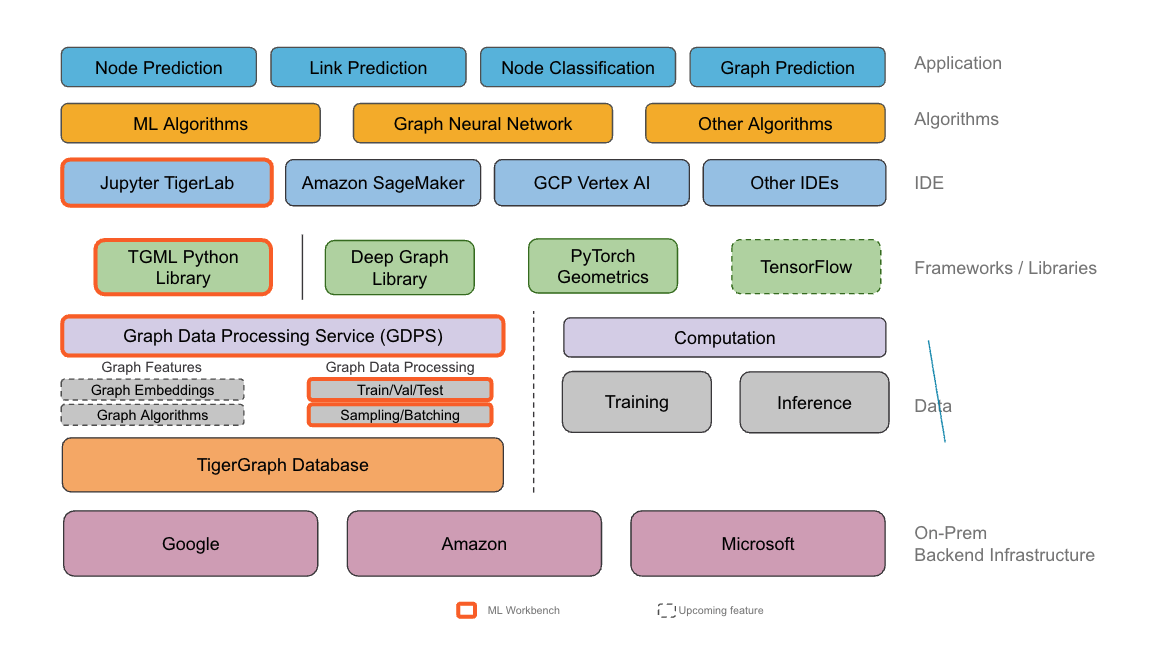 Node Prediction
Link Prediction
Node Classification
Graph Prediction
Application
ML Algorithms
Graph Neural Network
Other Algorithms
Algorithms
Jupyter TigerLab
Amazon SageMaker
GCP Vertex AI
Other IDEs
IDE
TGML Python
Library
Deep Graph
Library
PyTorch
Geometrics
TensorFlow
Frameworks / Libraries
Graph Data Processing Service (GDPS)
Computation
Graph Features
Graph Data Processing
Graph Embeddings
Train/Val/Test
Graph Algorithms
Sampling/Batching
Training
Inference
Data
TigerGraph Database
Google
Amazon
Microsoft
On-Prem
Backend Infrastructure
ML Workbench
Upcoming feature